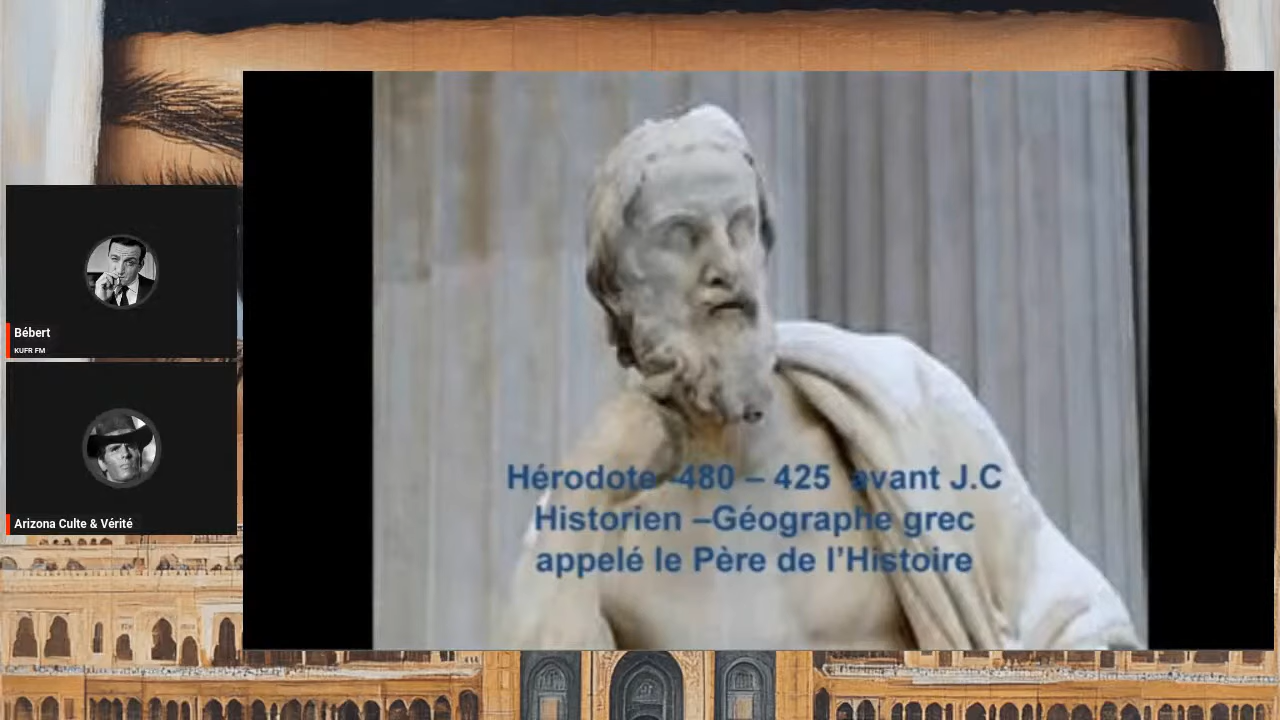 Bébert
KUFR FM
Arizona Culte & Vérité
Hérodote -480 – 425 avant J.C
Historien –Géographe grec
appelé le Père de l'Histoire